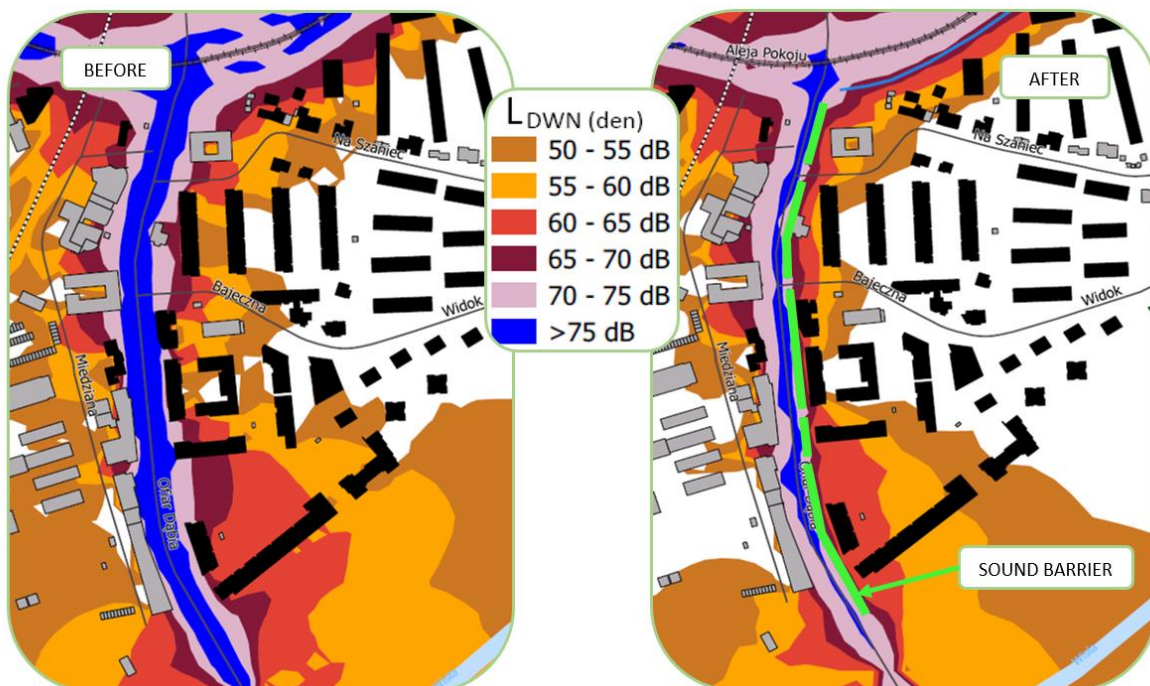 BEFORE
Na Szaniec
Bajeczna
Widok
Miedziana
Ofiar Dąbia
L DWN (den)
50 - 55 dB
55 - 60 dB
60 - 65 dB
65 - 70 dB
70 - 75 dB
>75 dB
Aleja Pokoju
AFTER
Na Szaniec
Bajeczna
Widok
Miedziana
SOUND BARRIER
Wisła